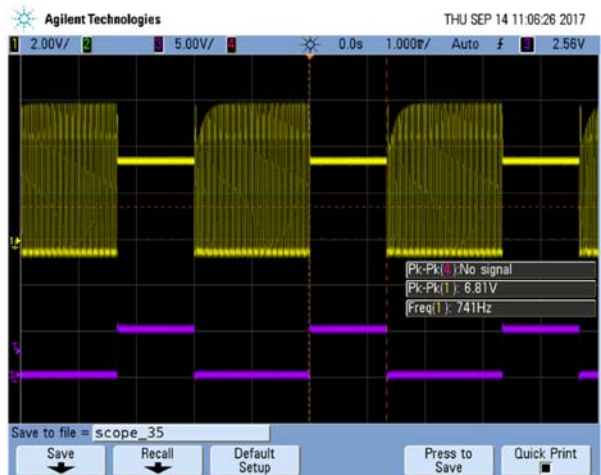 Agilent Technologies THU SEP 14 11:06:26 2017
1 2.00V/ 2 3 5.00V/ 4 0.0s 1.000㎳/ Auto 3 2.56V
Pk-Pk(4):No signal
Pk-Pk(1): 6.81V
Freq(1): 741Hz
Save to file = scope_35
Save Recall Default Setup Press to Save Quick Print